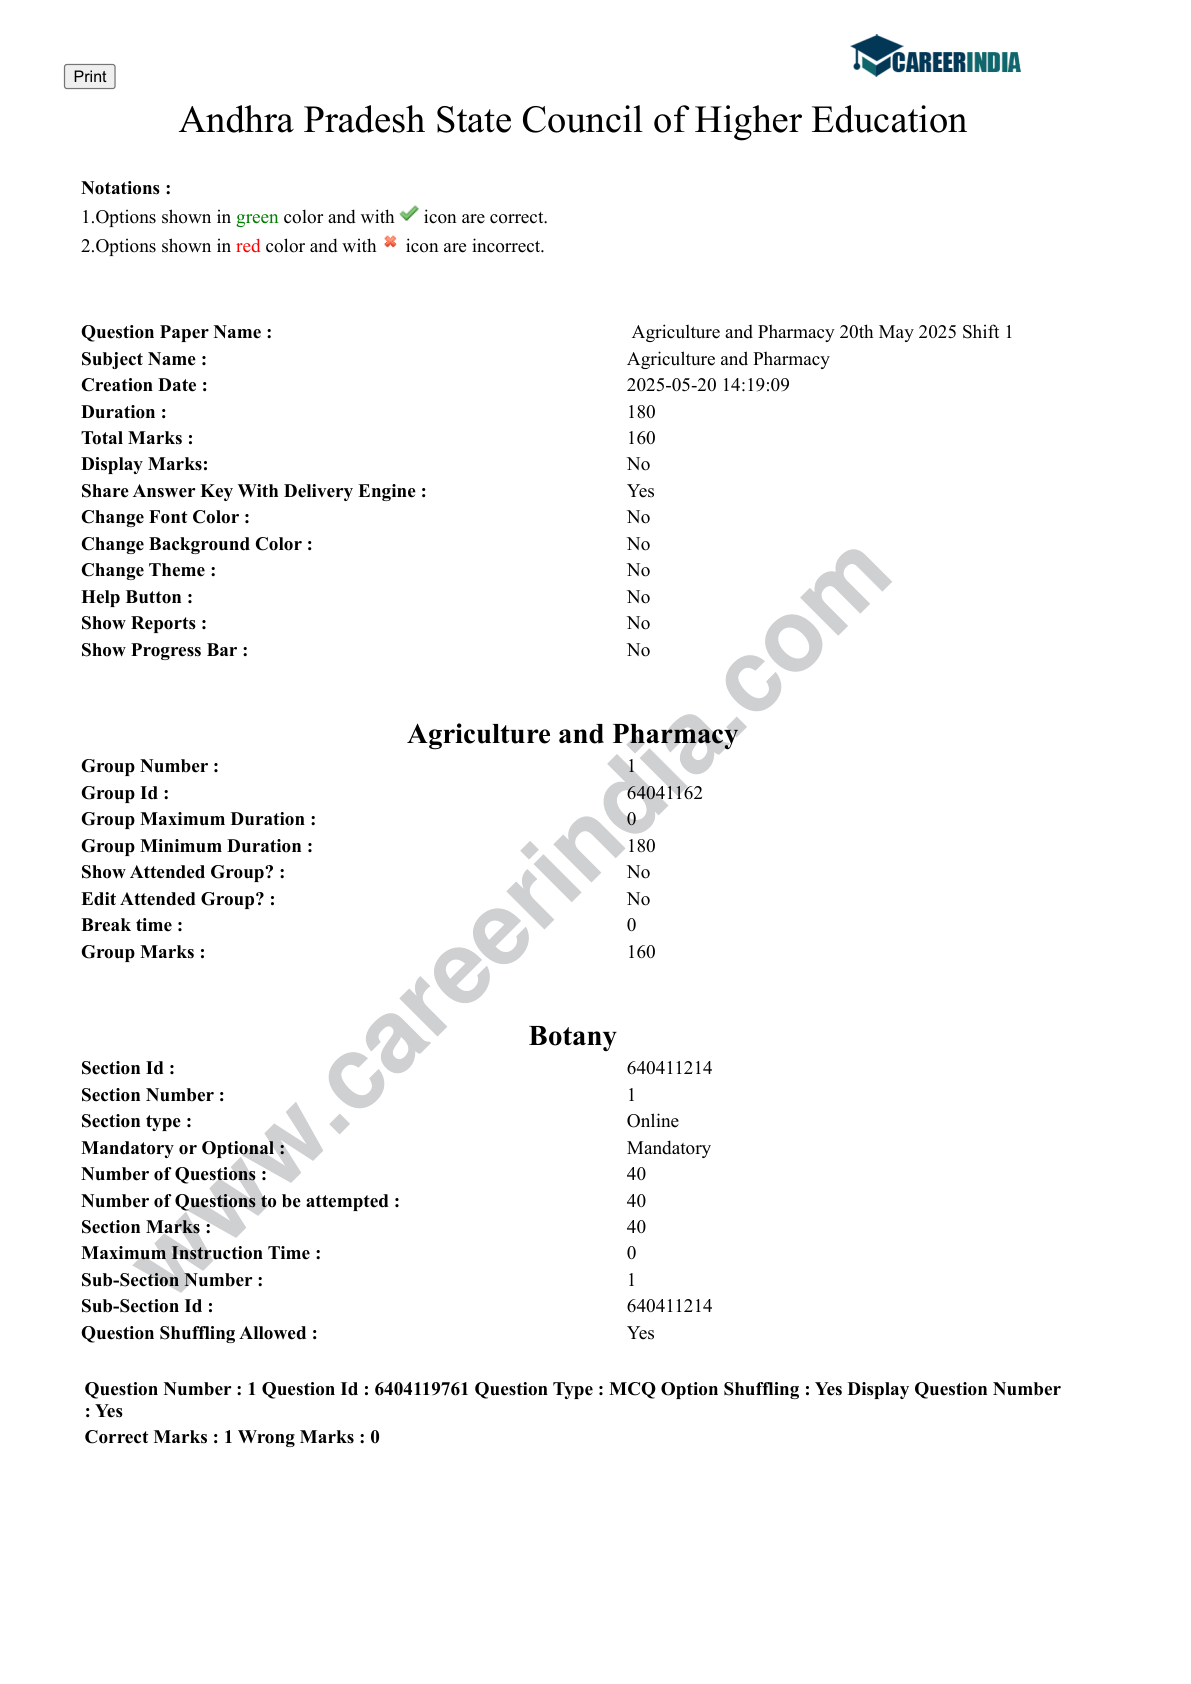 CAREERINDIA
Print
Andhra Pradesh State Council of Higher Education
Notations :
1.Options shown in green color and with icon are correct.
2.Options shown in red color and with icon are incorrect.
Question Paper Name : Agriculture and Pharmacy 20th May 2025 Shift 1
Subject Name : Agriculture and Pharmacy
Creation Date : 2025-05-20 14:19:09
Duration : 180
Total Marks : 160
Display Marks: No
Share Answer Key With Delivery Engine : Yes
Change Font Color : No
Change Background Color : No
Change Theme : No
Help Button : No
Show Reports : No
Show Progress Bar : No
Agriculture and Pharmacy
Group Number : 1
Group Id : 64041162
Group Maximum Duration : 0
Group Minimum Duration : 180
Show Attended Group? : No
Edit Attended Group? : No
Break time : 0
Group Marks : 160
Botany
Section Id : 640411214
Section Number : 1
Section type : Online
Mandatory or Optional : Mandatory
Number of Questions : 40
Number of Questions to be attempted : 40
Section Marks : 40
Maximum Instruction Time : 0
Sub-Section Number : 1
Sub-Section Id : 640411214
Question Shuffling Allowed : Yes
Question Number : 1 Question Id : 6404119761 Question Type : MCQ Option Shuffling : Yes Display Question Number
: Yes
Correct Marks : 1 Wrong Marks : 0
www.careerindia.com